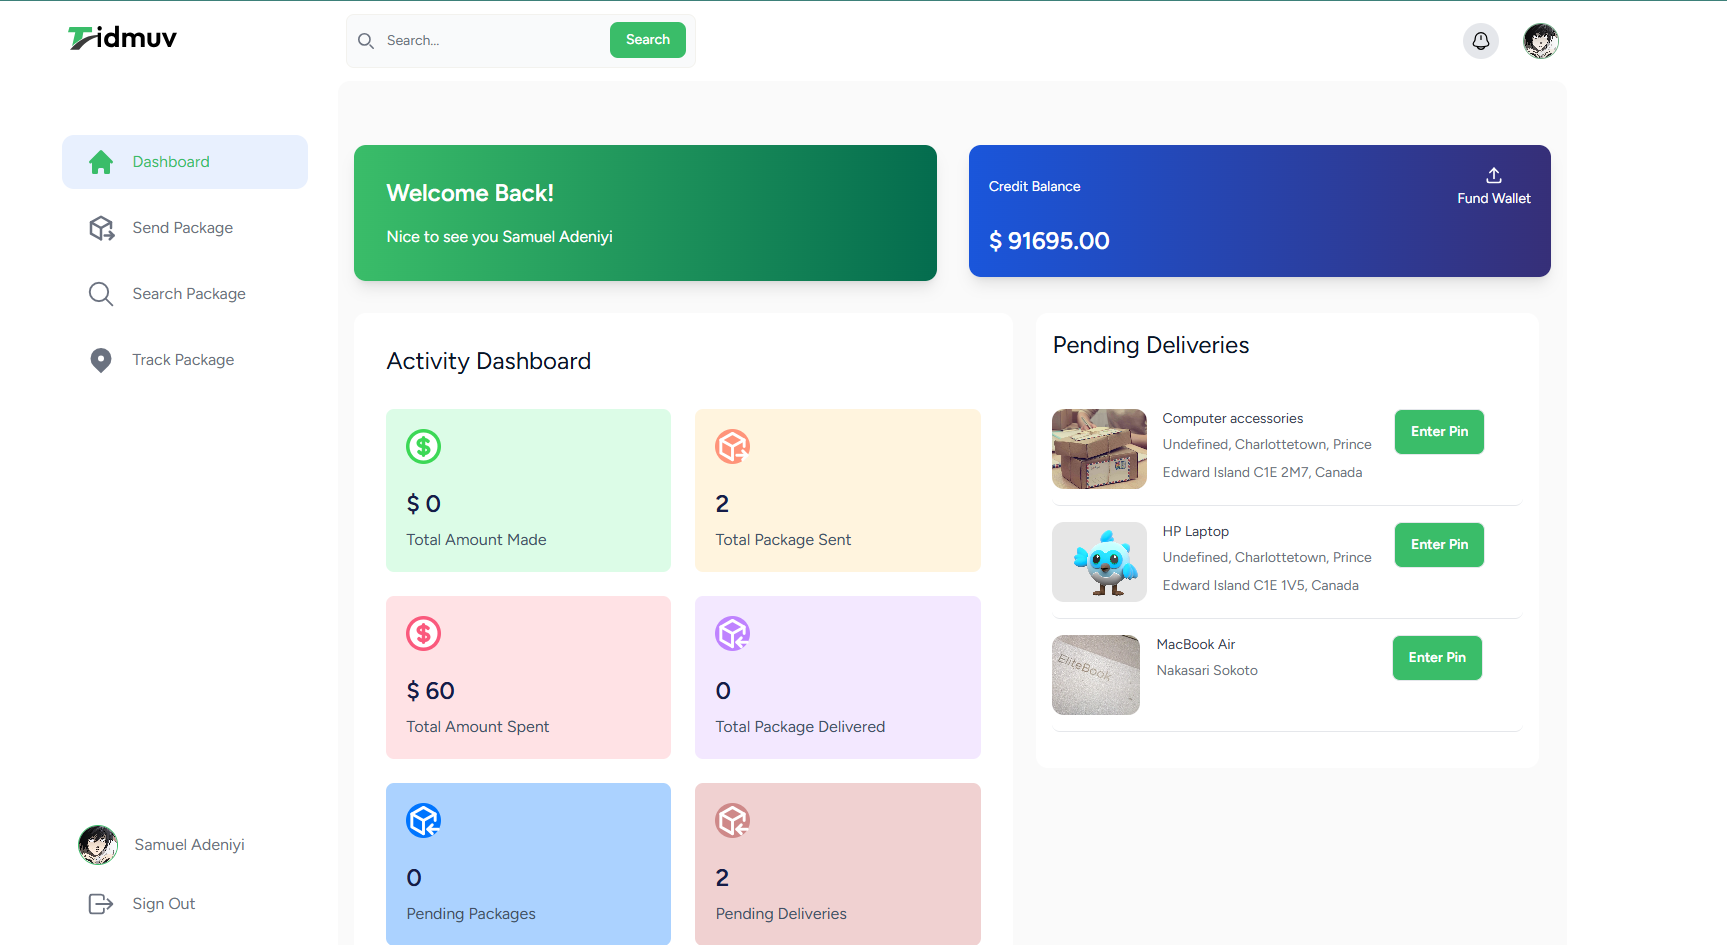 Tidmuv
Search...
Search
Dashboard
Send Package
Search Package
Track Package
Samuel Adeniyi
Sign Out
Welcome Back!
Nice to see you Samuel Adeniyi
Credit Balance
Fund Wallet
$ 91695.00
Activity Dashboard
$ 0
Total Amount Made
2
Total Package Sent
$ 60
Total Amount Spent
0
Total Package Delivered
0
Pending Packages
2
Pending Deliveries
Pending Deliveries
Computer accessories
Undefined, Charlottetown, Prince
Edward Island C1E 2M7, Canada
Enter Pin
HP Laptop
Undefined, Charlottetown, Prince
Edward Island C1E 1V5, Canada
Enter Pin
EliteBook
MacBook Air
Nakasari Sokoto
Enter Pin